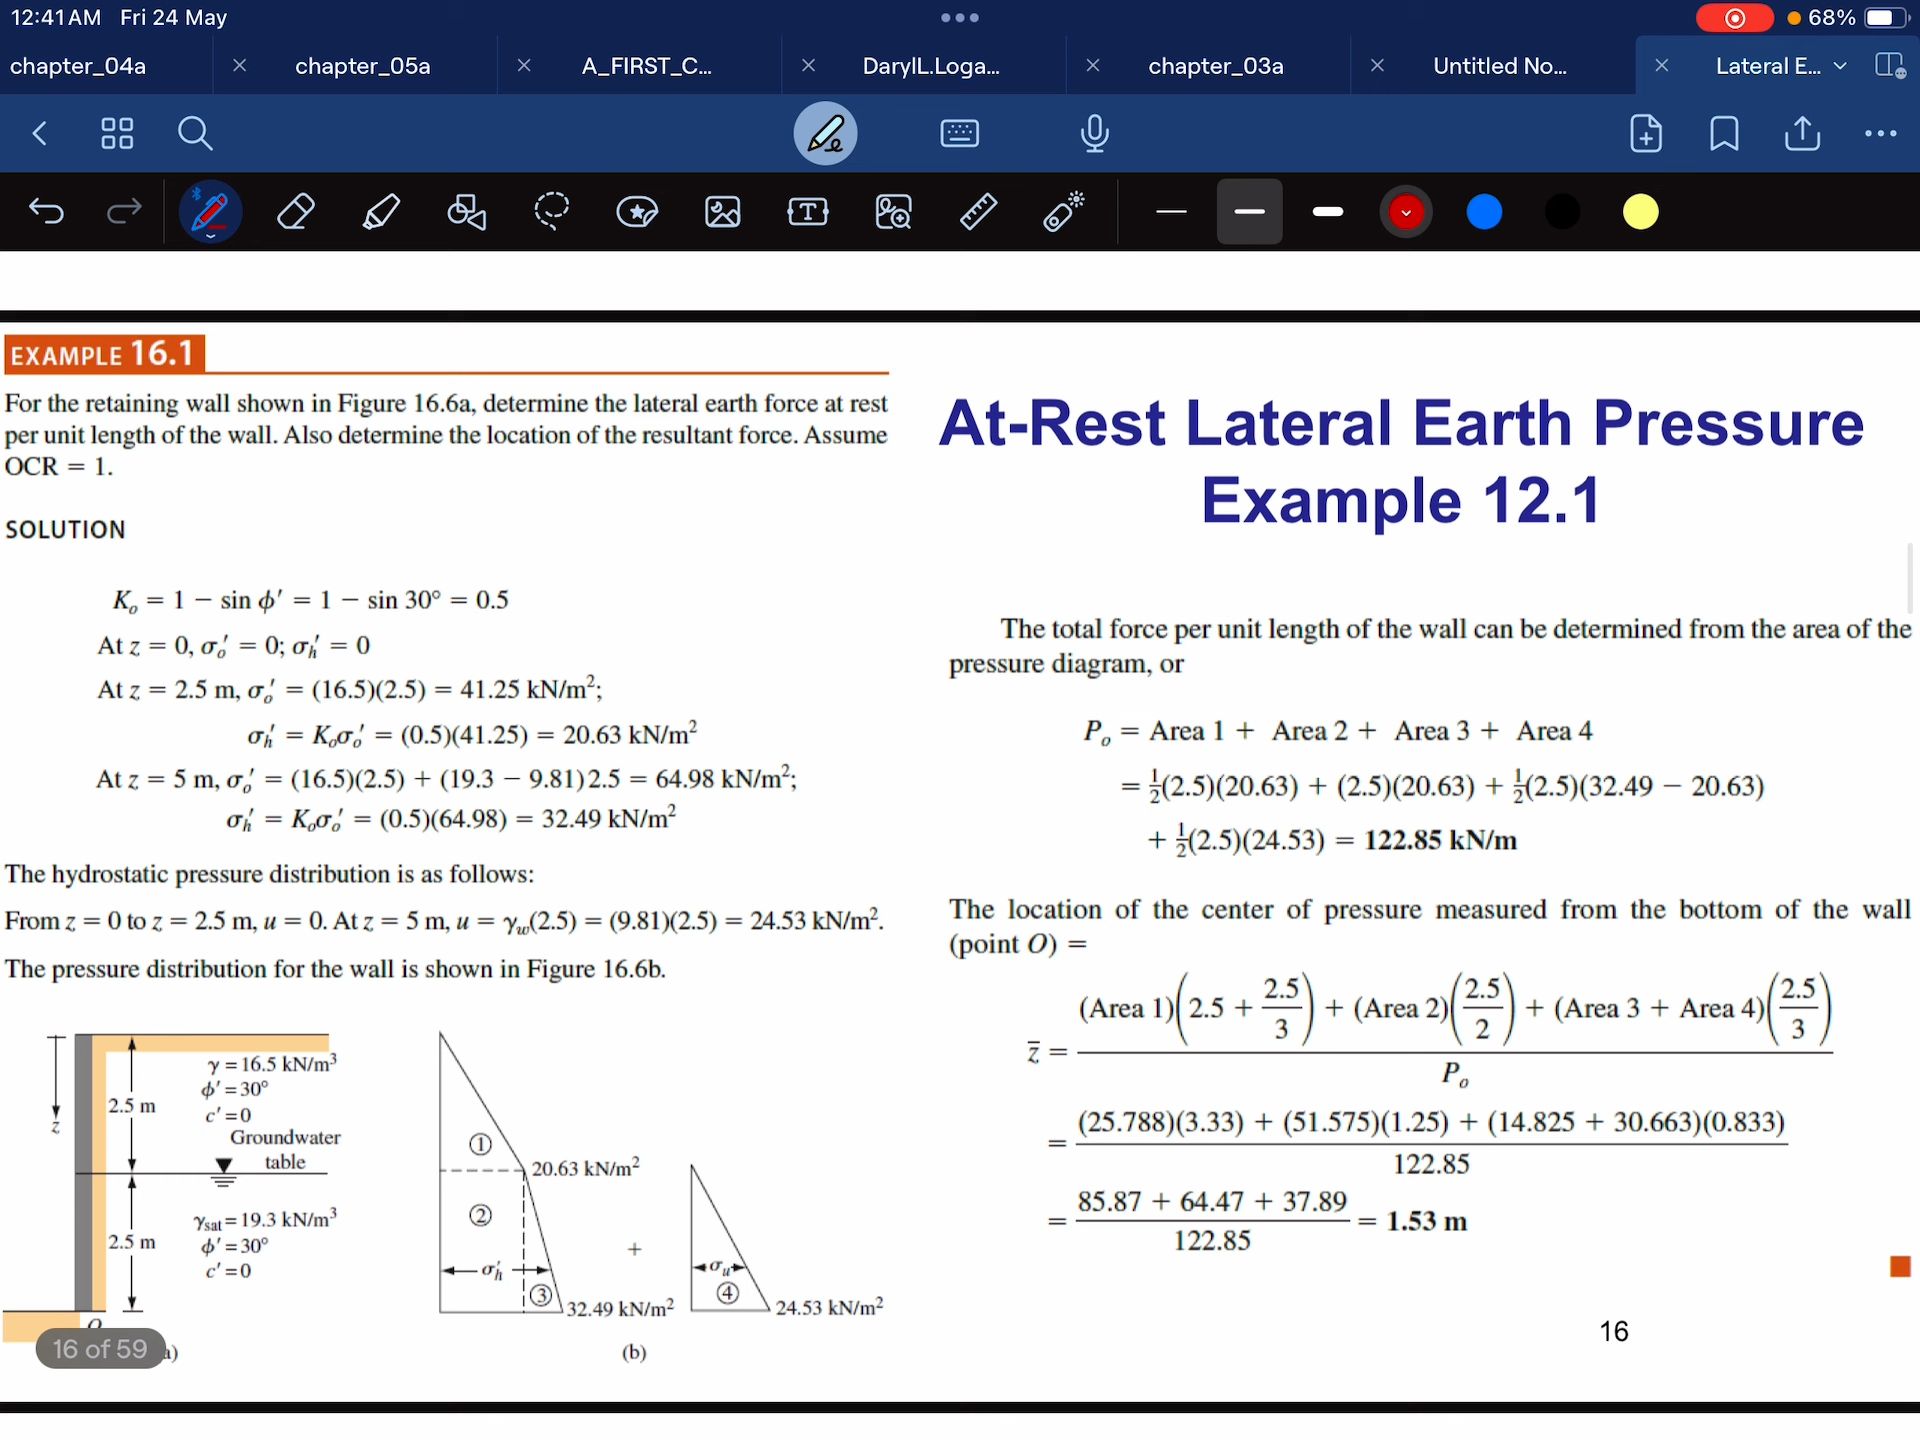 12:41 AM Fri 24 May
68%
chapter_04a
chapter_05a
A_FIRST_C...
DarylL.Loga...
chapter_03a
Untitled No...
Lateral E...
EXAMPLE 16.1
For the retaining wall shown in Figure 16.6a, determine the lateral earth force at rest
per unit length of the wall. Also determine the location of the resultant force. Assume
OCR = 1.
SOLUTION
K₀ = 1 − sin ϕ′ = 1 − sin 30° = 0.5
At z = 0, σ₀′ = 0; σₕ′ = 0
At z = 2.5 m, σ₀′ = (16.5)(2.5) = 41.25 kN/m²;
σₕ′ = K₀σ₀′ = (0.5)(41.25) = 20.63 kN/m²
At z = 5 m, σ₀′ = (16.5)(2.5) + (19.3 − 9.81)2.5 = 64.98 kN/m²;
σₕ′ = K₀σ₀′ = (0.5)(64.98) = 32.49 kN/m²
The hydrostatic pressure distribution is as follows:
From z = 0 to z = 2.5 m, u = 0. At z = 5 m, u = γw(2.5) = (9.81)(2.5) = 24.53 kN/m².
The pressure distribution for the wall is shown in Figure 16.6b.
z
2.5 m
γ = 16.5 kN/m³
ϕ′ = 30°
c′ = 0
Groundwater
table
2.5 m
γsat = 19.3 kN/m³
ϕ′ = 30°
c′ = 0
O
16 of 59
a)
①
20.63 kN/m²
②
+
σₕ′
③
32.49 kN/m²
σu
④
24.53 kN/m²
(b)
At-Rest Lateral Earth Pressure
Example 12.1
The total force per unit length of the wall can be determined from the area of the
pressure diagram, or
P₀ = Area 1 + Area 2 + Area 3 + Area 4
= ½(2.5)(20.63) + (2.5)(20.63) + ½(2.5)(32.49 − 20.63)
+ ½(2.5)(24.53) = 122.85 kN/m
The location of the center of pressure measured from the bottom of the wall
(point O) =
z̄ = (Area 1)(2.5 + 2.5/3) + (Area 2)(2.5/2) + (Area 3 + Area 4)(2.5/3)
P₀
= (25.788)(3.33) + (51.575)(1.25) + (14.825 + 30.663)(0.833)
122.85
= 85.87 + 64.47 + 37.89 = 1.53 m
122.85
16